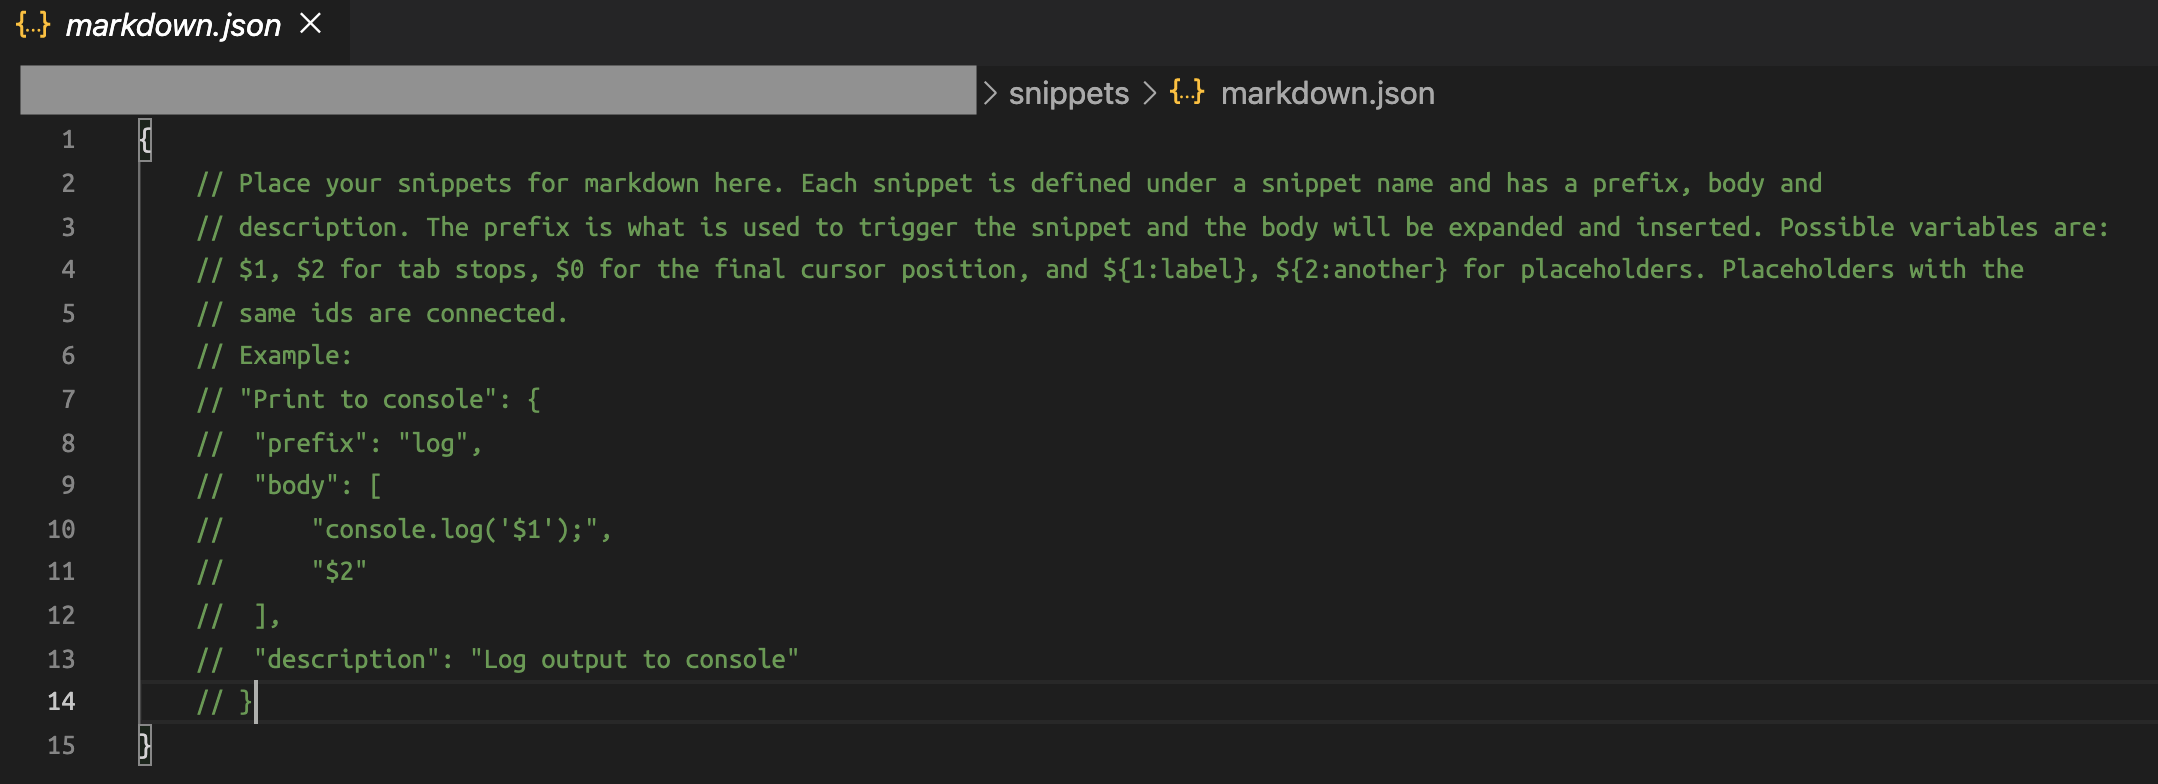 {...} markdown.json ×
> snippets > {...} markdown.json
1 {
2 // Place your snippets for markdown here. Each snippet is defined under a snippet name and has a prefix, body and
3 // description. The prefix is what is used to trigger the snippet and the body will be expanded and inserted. Possible variables are:
4 // $1, $2 for tab stops, $0 for the final cursor position, and ${1:label}, ${2:another} for placeholders. Placeholders with the
5 // same ids are connected.
6 // Example:
7 // "Print to console": {
8 //  "prefix": "log",
9 //  "body": [
10 //      "console.log('$1');",
11 //      "$2"
12 //  ],
13 //  "description": "Log output to console"
14 // }
15 }